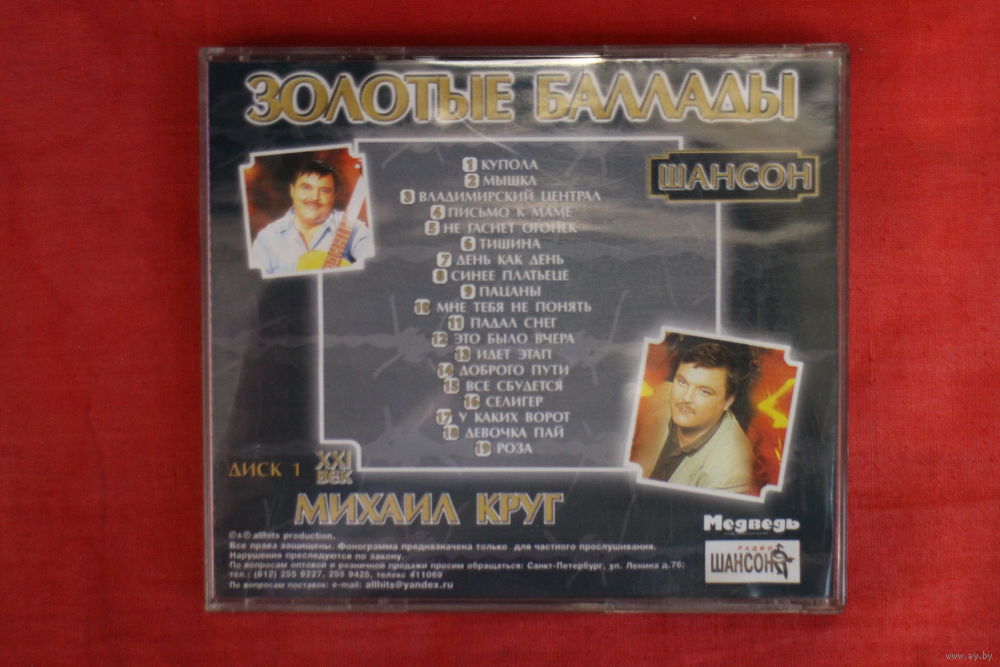 ЗОЛОТЫЕ БАЛЛАДЫ
ШАНСОН
1 КУПОЛА
2 МЫШКА
3 ВЛАДИМИРСКИЙ ЦЕНТРАЛ
4 ПИСЬМО К МАМЕ
5 НЕ ГАСНЕТ ОГОНЕК
6 ТИШИНА
7 ДЕНЬ КАК ДЕНЬ
8 СИНЕЕ ПЛАТЬЕЦЕ
9 ПАЦАНЫ
10 МНЕ ТЕБЯ НЕ ПОНЯТЬ
11 ПАДАЛ СНЕГ
12 ЭТО БЫЛО ВЧЕРА
13 ИДЕТ ЭТАП
14 ДОБРОГО ПУТИ
15 ВСЕ СБУДЕТСЯ
16 СЕЛИГЕР
17 У КАКИХ ВОРОТ
18 ДЕВОЧКА ПАЙ
19 РОЗА
ДИСК 1 XXI ВЕК
МИХАИЛ КРУГ
©&℗ allhits production.
Все права защищены. Фонограмма предназначена только для частного прослушивания.
Нарушения преследуются по закону.
По вопросам оптовой и розничной продажи просим обращаться: Санкт-Петербург, ул. Ленина д.76;
тел.: (812) 255 9227, 255 9425, телекс 411069
По вопросам поставок: e-mail: allhits@yandex.ru
Медведь
РАДИО
ШАНСОН
www.ay.by